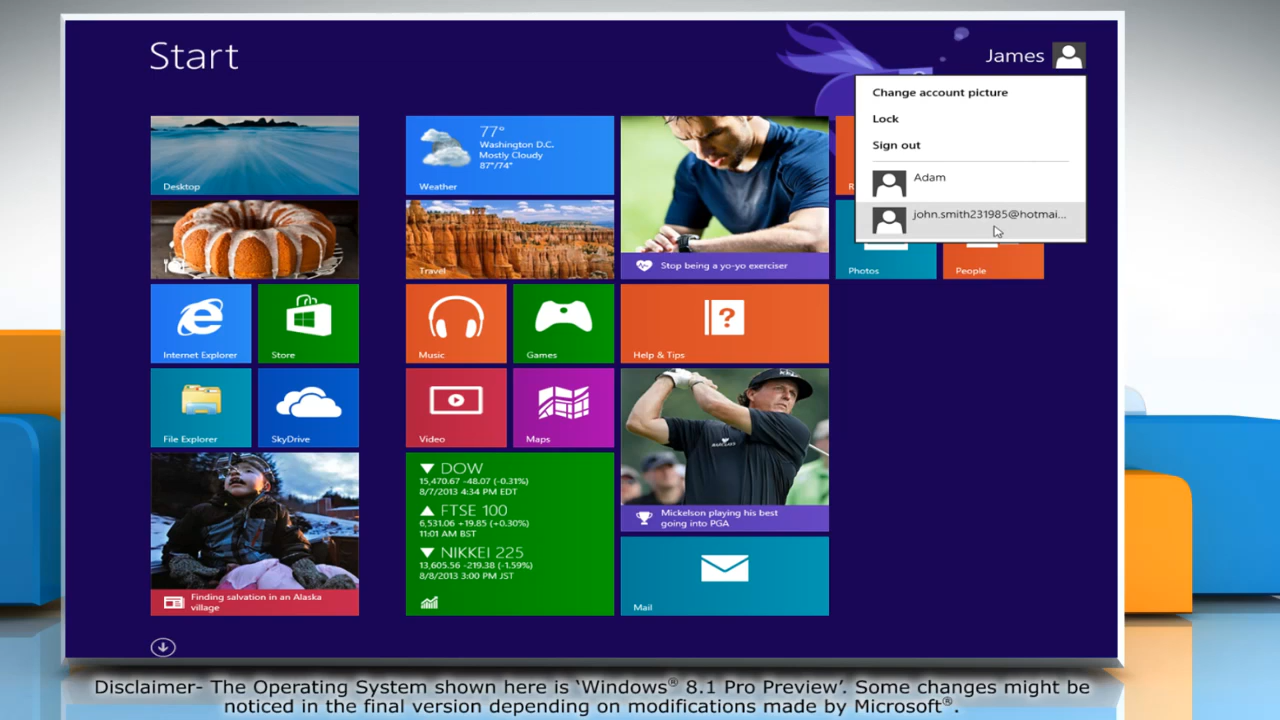 Start
James
Change account picture
Lock
Sign out
Adam
john.smith231985@hotmai...
Desktop
77°
Washington D.C.
Mostly Cloudy
87°/74°
Weather
Travel
Stop being a yo-yo exerciser
R
Photos
People
Internet Explorer
Store
Music
Games
Help & Tips
File Explorer
SkyDrive
Video
Maps
▼ DOW
15,470.67 -48.07 (-0.31%)
8/7/2013 4:34 PM EDT
▲ FTSE 100
6,531.06 +19.85 (+0.30%)
11:01 AM BST
▼ NIKKEI 225
13,605.56 -219.38 (-1.59%)
8/8/2013 3:00 PM JST
Mickelson playing his best
going into PGA
Finding salvation in an Alaska
village
Mail
Disclaimer- The Operating System shown here is ‘Windows® 8.1 Pro Preview’. Some changes might be
noticed in the final version depending on modifications made by Microsoft®.